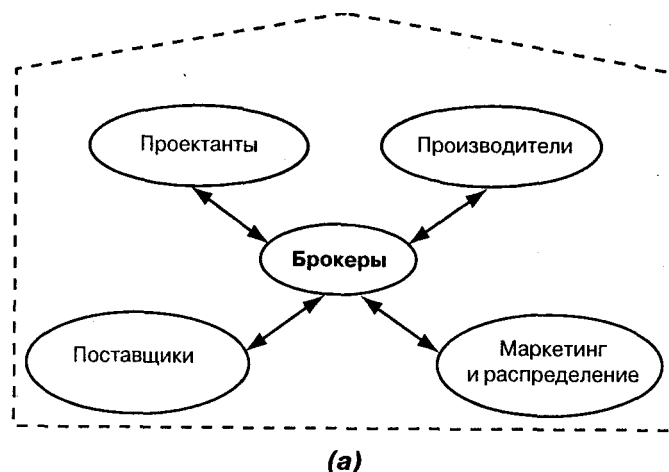 Проектанты
Производители
Брокеры
Поставщики
Маркетинг
и распределение
(а)